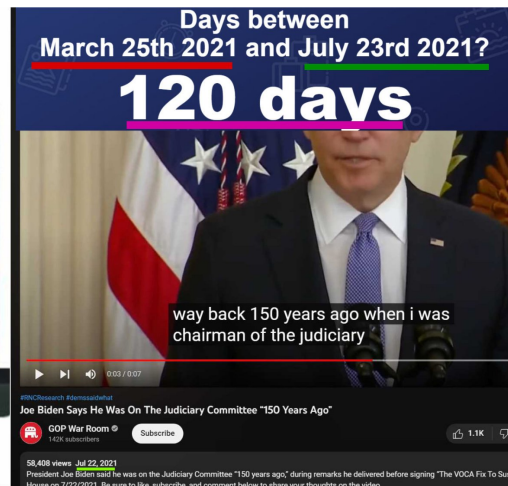 Days between
March 25th 2021 and July 23rd 2021?
120 days
way back 150 years ago when i was
chairman of the judiciary
0:03 / 0:07
#RNCResearch #demssaidwhat
Joe Biden Says He Was On The Judiciary Committee “150 Years Ago”
GOP War Room
142K subscribers
Subscribe
1.1K
58,408 views Jul 22, 2021
President Joe Biden said he was on the Judiciary Committee “150 years ago,” during remarks he delivered before signing “The VOCA Fix To Sus
House on 7/22/2021. Be sure to like, subscribe, and comment below to share your thoughts on the video.